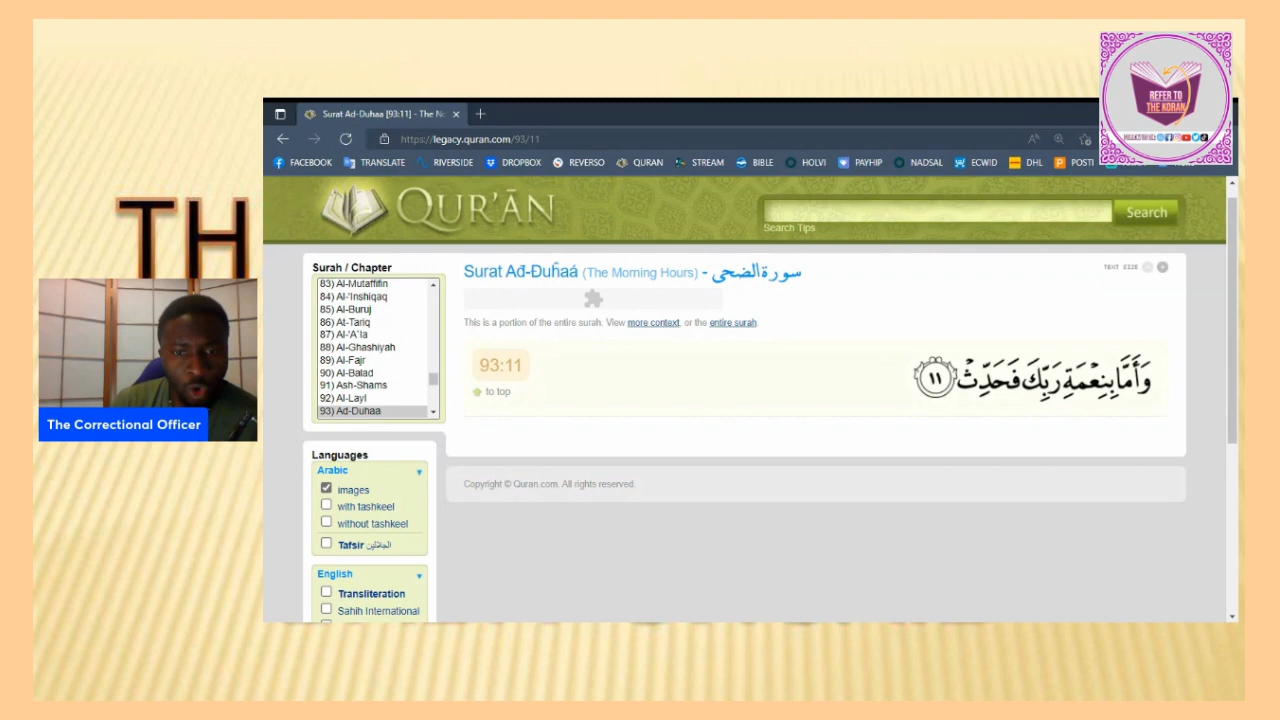 TH
REFER TO
THE KORAN
Surat Ad-Duhaa [93:11] - The N
https://legacy.quran.com/93/11
FACEBOOK TRANSLATE RIVERSIDE DROPBOX REVERSO QURAN STREAM BIBLE HOLVI PAYHIP NADSAL ECWID DHL POSTI
QUR'ĀN
Search
Search Tips
Surah / Chapter
83) Al-Mutaffifin
84) Al-'Inshiqaq
85) Al-Buruj
86) At-Tariq
87) Al-'A`la
88) Al-Ghashiyah
89) Al-Fajr
90) Al-Balad
91) Ash-Shams
92) Al-Layl
93) Ad-Duhaa
Surat Ađ-Đuĥaá (The Morning Hours) - سورة الضحى
TEXT SIZE
This is a portion of the entire surah. View more context, or the entire surah.
93:11
to top
وَأَمَّا بِنِعْمَةِ رَبِّكَ فَحَدِّثْ ١١
The Correctional Officer
Languages
Arabic
images
with tashkeel
without tashkeel
Tafsir الجلالين
English
Transliteration
Sahih International
Copyright © Quran.com. All rights reserved.